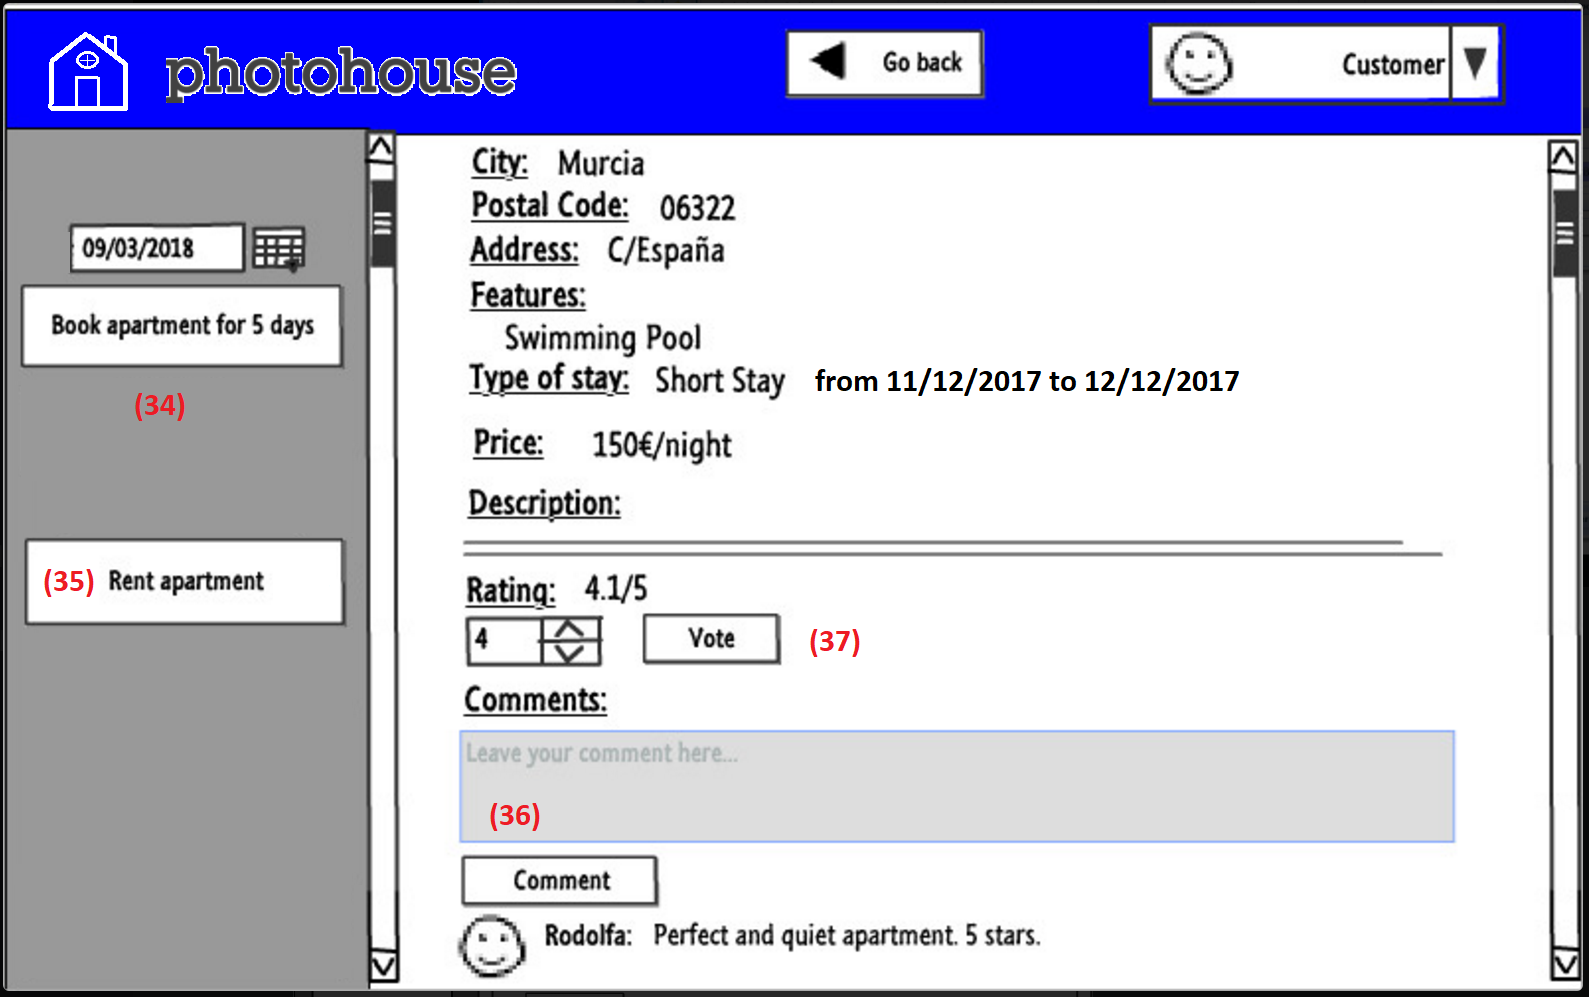 photohouse
Go back
Customer
09/03/2018
Book apartment for 5 days
(34)
(35) Rent apartment
City: Murcia
Postal Code: 06322
Address: C/España
Features:
Swimming Pool
Type of stay: Short Stay from 11/12/2017 to 12/12/2017
Price: 150€/night
Description:
Rating: 4.1/5
4 Vote (37)
Comments:
Leave your comment here...
(36)
Comment
Rodolfa: Perfect and quiet apartment. 5 stars.